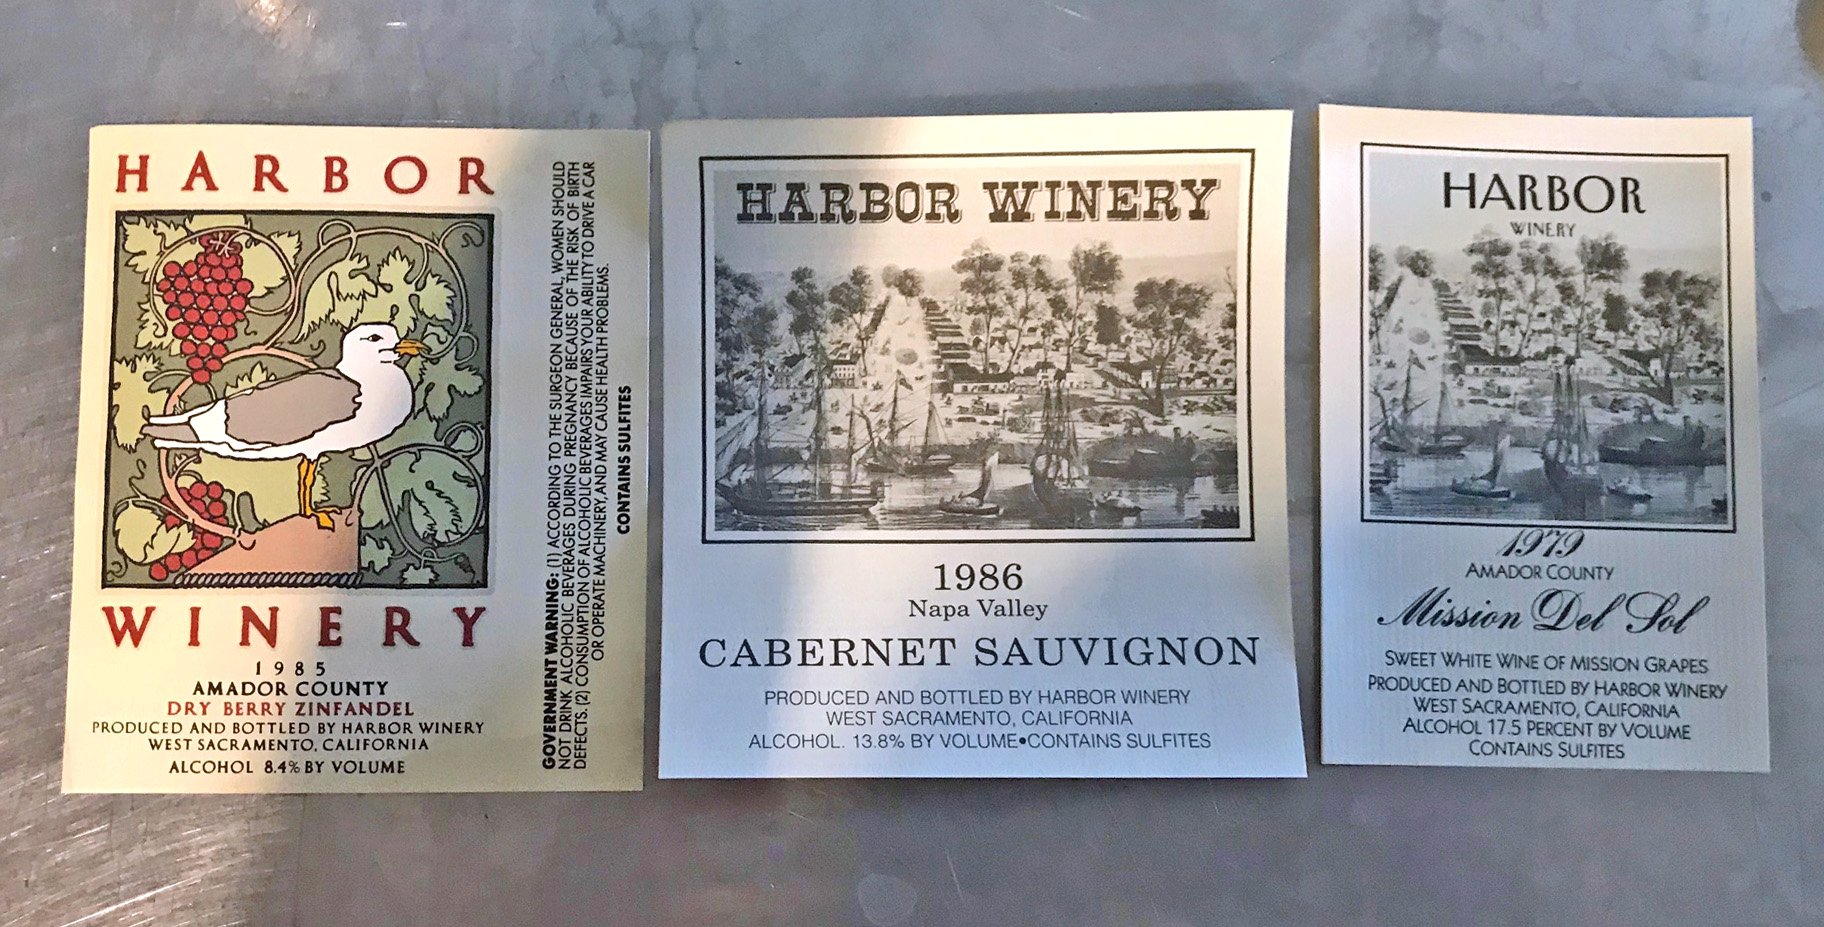 HARBOR
WINERY
1985
AMADOR COUNTY
DRY BERRY ZINFANDEL
PRODUCED AND BOTTLED BY HARBOR WINERY
WEST SACRAMENTO, CALIFORNIA
ALCOHOL 8.4% BY VOLUME
GOVERNMENT WARNING: (1) ACCORDING TO THE SURGEON GENERAL, WOMEN SHOULD
NOT DRINK ALCOHOLIC BEVERAGES DURING PREGNANCY BECAUSE OF THE RISK OF BIRTH
DEFECTS. (2) CONSUMPTION OF ALCOHOLIC BEVERAGES IMPAIRS YOUR ABILITY TO DRIVE A CAR
OR OPERATE MACHINERY, AND MAY CAUSE HEALTH PROBLEMS.
CONTAINS SULFITES
HARBOR WINERY
1986
Napa Valley
CABERNET SAUVIGNON
PRODUCED AND BOTTLED BY HARBOR WINERY
WEST SACRAMENTO, CALIFORNIA
ALCOHOL. 13.8% BY VOLUME•CONTAINS SULFITES
HARBOR
WINERY
1979
AMADOR COUNTY
Mission Del Sol
SWEET WHITE WINE OF MISSION GRAPES
PRODUCED AND BOTTLED BY HARBOR WINERY
WEST SACRAMENTO, CALIFORNIA
ALCOHOL 17.5 PERCENT BY VOLUME
CONTAINS SULFITES